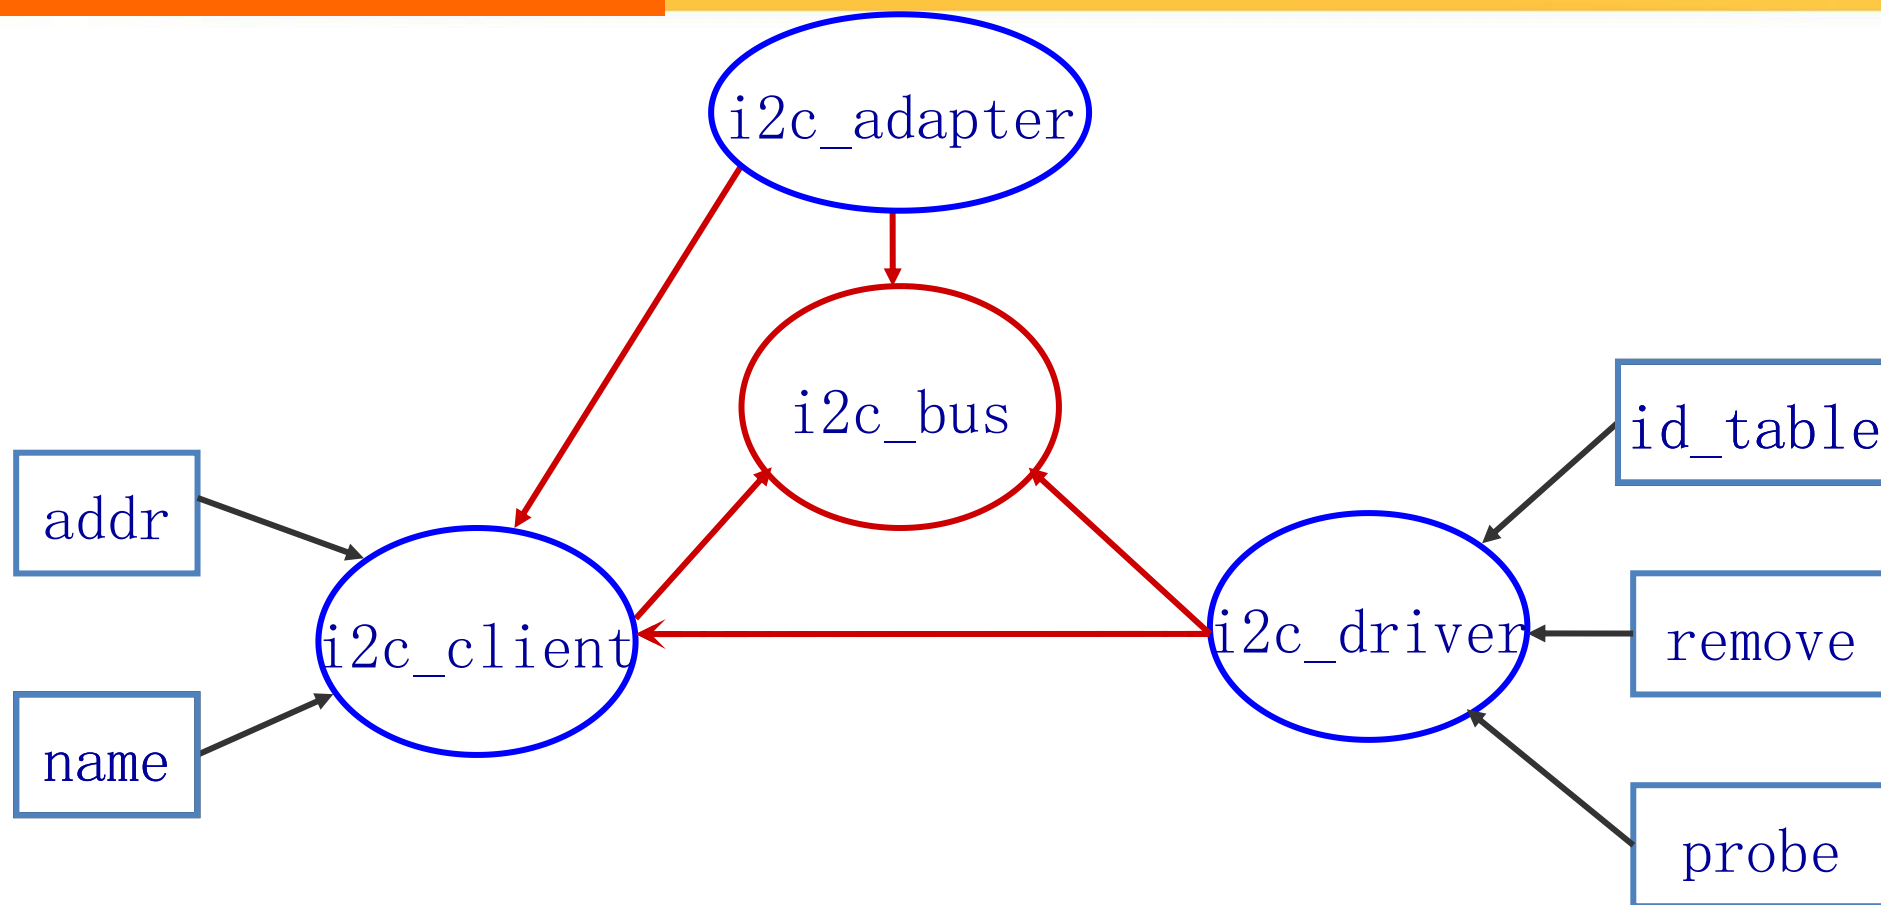 i2c_adapter
i2c_bus
id_table
addr
i2c_client
i2c_driver
remove
name
probe